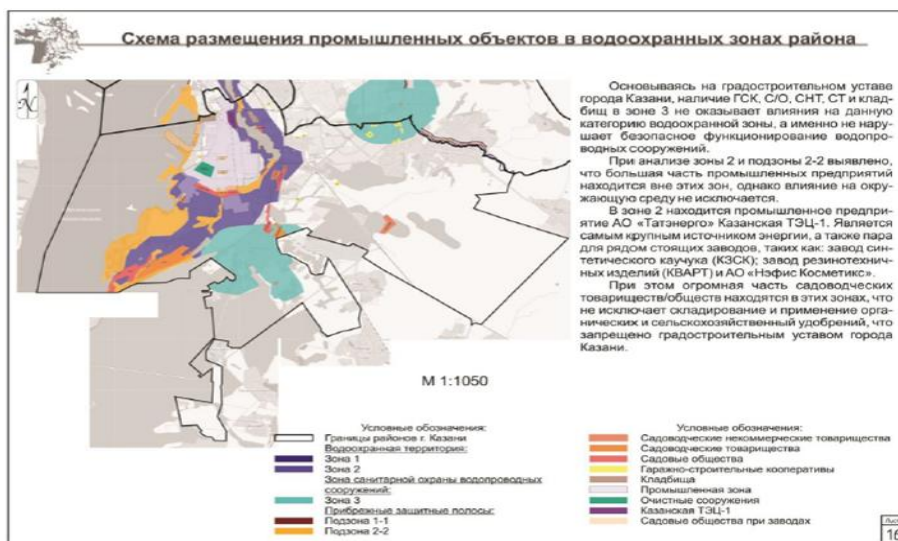 Схема размещения промышленных объектов в водоохранных зонах района
Основываясь на градостроительном уставе
города Казани, наличие ГСК, С/О, СНТ, СТ и клад-
бищ в зоне 3 не оказывает влияния на данную
категорию водоохранной зоны, а именно не нару-
шает безопасное функционирование водопро-
водных сооружений.
При анализе зоны 2 и подзоны 2-2 выявлено,
что большая часть промышленных предприятий
находится вне этих зон, однако влияние на окру-
жающую среду не исключается.
В зоне 2 находится промышленное предпри-
ятие АО «Татэнерго» Казанская ТЭЦ-1. Является
самым крупным источником энергии, а также пара
для рядом стоящих заводов, таких как: завод син-
тетического каучука (КЗСК); завод резинотехнич-
ных изделий (КВАРТ) и АО «Нэфис Косметикс».
При этом огромная часть садоводческих
товариществ/обществ находятся в этих зонах, что
не исключает складирование и применение орга-
нических и сельскохозяйственный удобрений, что
запрещено градостроительным уставом города
Казани.
М 1:1050
Условные обозначения:
Границы районов г. Казани
Водоохранная территория:
Зона 1
Зона 2
Зона санитарной охраны водопроводных
сооружений:
Зона 3
Прибрежные защитные полосы:
Подзона 1-1
Подзона 2-2
Условные обозначения:
Садоводческие некоммерческие товарищества
Садоводческие товарищества
Садовые общества
Гаражно-строительные кооперативы
Кладбища
Промышленная зона
Очистные сооружения
Казанская ТЭЦ-1
Садовые общества при заводах
Лист
16